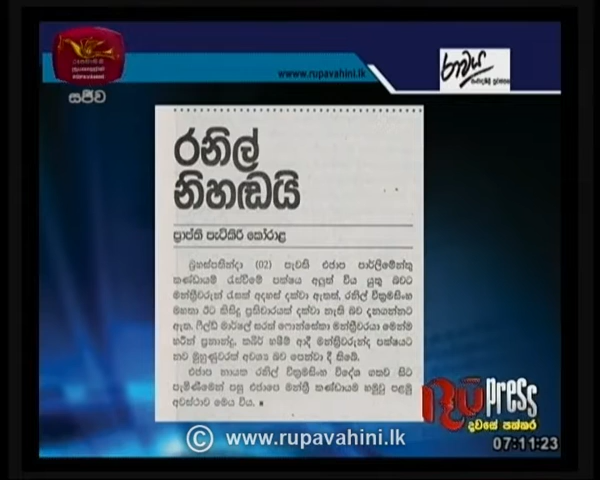 www.rupavahini.lk
රාවය
සජීව
රනිල්
නිහඬයි
ප්‍රාප්ති පැට්කිරි කෝරාළ
බ්‍රහස්පතින්දා (02) පැවති එජාප පාර්ලිමේන්තු
කණ්ඩායම් රැස්වීමේ පක්ෂය අලුත් විය යුතු බවට
මන්ත්‍රීවරුන් රැසක් අදහස් දක්වා ඇතත්, රනිල් වික්‍රමසිංහ
මහතා ඊට කිසිදු ප්‍රතිචාරයක් දක්වා නැති බව දැනගන්නට
ඇත. ෆීල්ඩ් මාර්ෂල් සරත් ෆොන්සේකා මන්ත්‍රීවරයා මෙන්ම
හරීන් ප්‍රනාන්දු, කබීර් හෂීම් ආදී මන්ත්‍රීවරුන්ද පක්ෂයට
නව මුහුණුවරක් අවශ්‍ය බව පෙන්වා දී තිබේ.
එජාප නායක රනිල් වික්‍රමසිංහ විදේශ ගතව සිට
පැමිණීමෙන් පසු එජාපෙ මන්ත්‍රී කණ්ඩායම හමුවූ පළමු
අවස්ථාව මෙය විය.
Press
දවසේ පත්තර
07:11:23
© www.rupavahini.lk